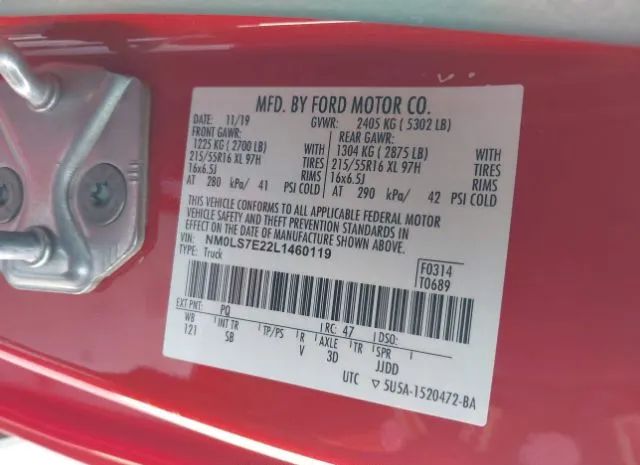 MFD. BY FORD MOTOR CO.
DATE: 11/19 GVWR: 2405 KG ( 5302 LB)
FRONT GAWR: REAR GAWR:
1225 KG ( 2700 LB) WITH 1304 KG ( 2875 LB) WITH
215/55R16 XL 97H TIRES 215/55R16 XL 97H TIRES
16x6.5J RIMS 16x6.5J RIMS
AT 280 kPa/ 41 PSI COLD AT 290 kPa/ 42 PSI COLD
THIS VEHICLE CONFORMS TO ALL APPLICABLE FEDERAL MOTOR
VEHICLE SAFETY AND THEFT PREVENTION STANDARDS IN
EFFECT ON THE DATE OF MANUFACTURE SHOWN ABOVE.
VIN: NM0LS7E22L1460119
TYPE: Truck
F0314
T0689
EXT PNT: PQ RC: 47 DSO:
WB INT TR TP/PS R AXLE TR SPR
121 SB V 3D JJDD
UTC ▽ 5U5A-1520472-BA